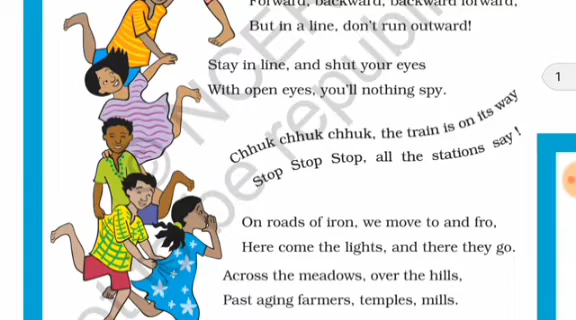 Forward, backward, backward forward,
But in a line, don't run outward!
Stay in line, and shut your eyes
With open eyes, you'll nothing spy.
Chhuk chhuk chhuk, the train is on its way
Stop Stop Stop, all the stations say!
On roads of iron, we move to and fro,
Here come the lights, and there they go.
Across the meadows, over the hills,
Past aging farmers, temples, mills.
1
© NCERT
be republi